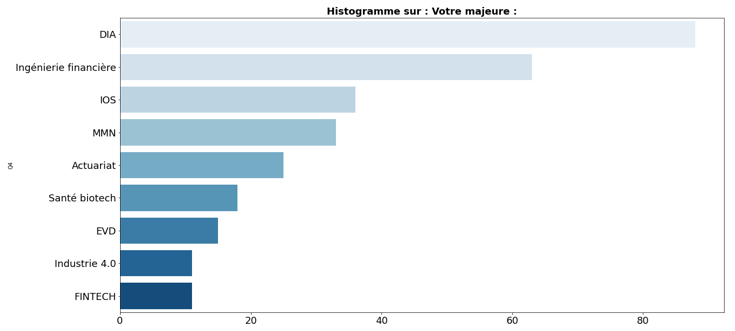 Histogramme sur : Votre majeure :
DIA
Ingénierie financière
IOS
MMN
Actuariat
Q4
Santé biotech
EVD
Industrie 4.0
FINTECH
0 20 40 60 80